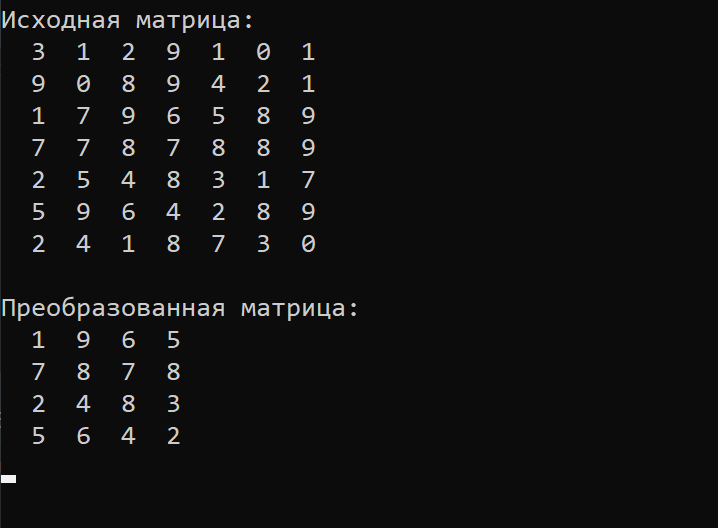 Исходная матрица:
3 1 2 9 1 0 1
9 0 8 9 4 2 1
1 7 9 6 5 8 9
7 7 8 7 8 8 9
2 5 4 8 3 1 7
5 9 6 4 2 8 9
2 4 1 8 7 3 0
Преобразованная матрица:
1 9 6 5
7 8 7 8
2 4 8 3
5 6 4 2